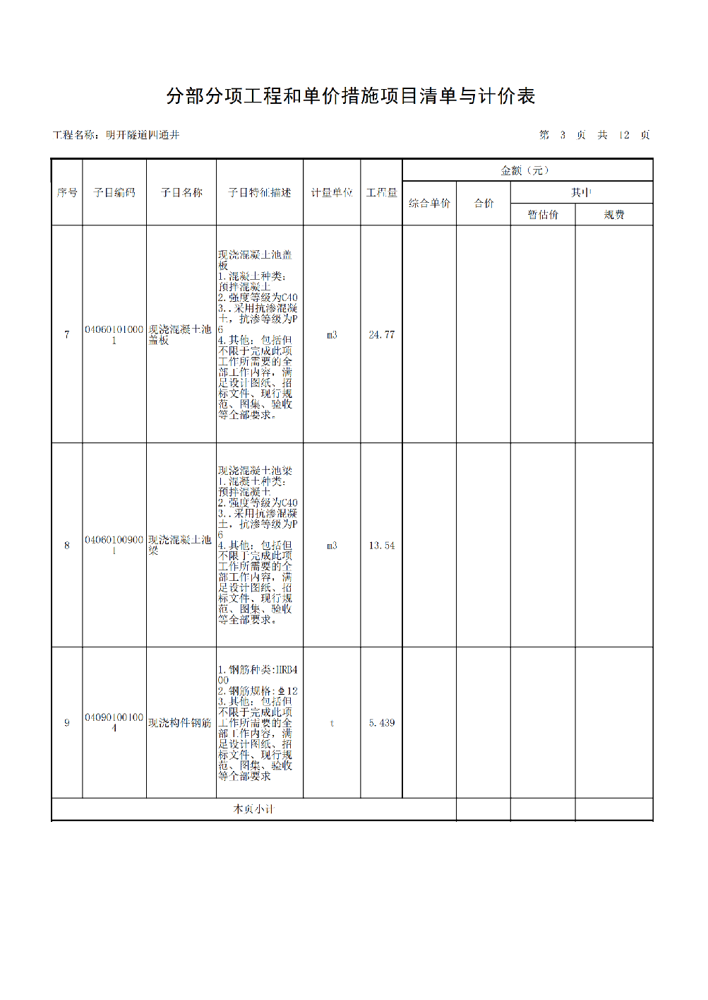 分部分项工程和单价措施项目清单与计价表
工程名称：明开隧道四通井
第 3 页 共 12 页
序号
子目编码
子目名称
子目特征描述
计量单位
工程量
金额（元）
综合单价
合价
其中
暂估价
规费
7
04060101000
1
现浇混凝土池
盖板
现浇混凝土池盖
板
1.混凝土种类：
预拌混凝土
2.强度等级为C40
3..采用抗渗混凝
土，抗渗等级为P
6
4.其他：包括但
不限于完成此项
工作所需要的全
部工作内容，满
足设计图纸、招
标文件、现行规
范、图集、验收
等全部要求。
m3
24.77
8
04060100900
1
现浇混凝土池
梁
现浇混凝土池梁
1.混凝土种类：
预拌混凝土
2.强度等级为C40
3..采用抗渗混凝
土，抗渗等级为P
6
4.其他：包括但
不限于完成此项
工作所需要的全
部工作内容，满
足设计图纸、招
标文件、现行规
范、图集、验收
等全部要求。
m3
13.54
9
04090100100
4
现浇构件钢筋
1.钢筋种类:HRB4
00
2.钢筋规格:Φ12
3.其他：包括但
不限于完成此项
工作所需要的全
部工作内容，满
足设计图纸、招
标文件、现行规
范、图集、验收
等全部要求
t
5.439
本页小计